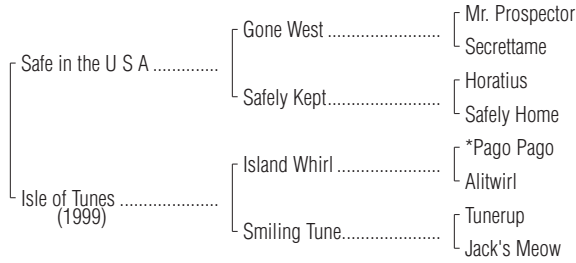 Mr. Prospector
Gone West ....................
Secrettame
Safe in the U S A .............
Horatius
Safely Kept....................
Safely Home
*Pago Pago
Island Whirl ..................
Alitwirl
Isle of Tunes ...................
(1999)
Tunerup
Smiling Tune.................
Jack's Meow